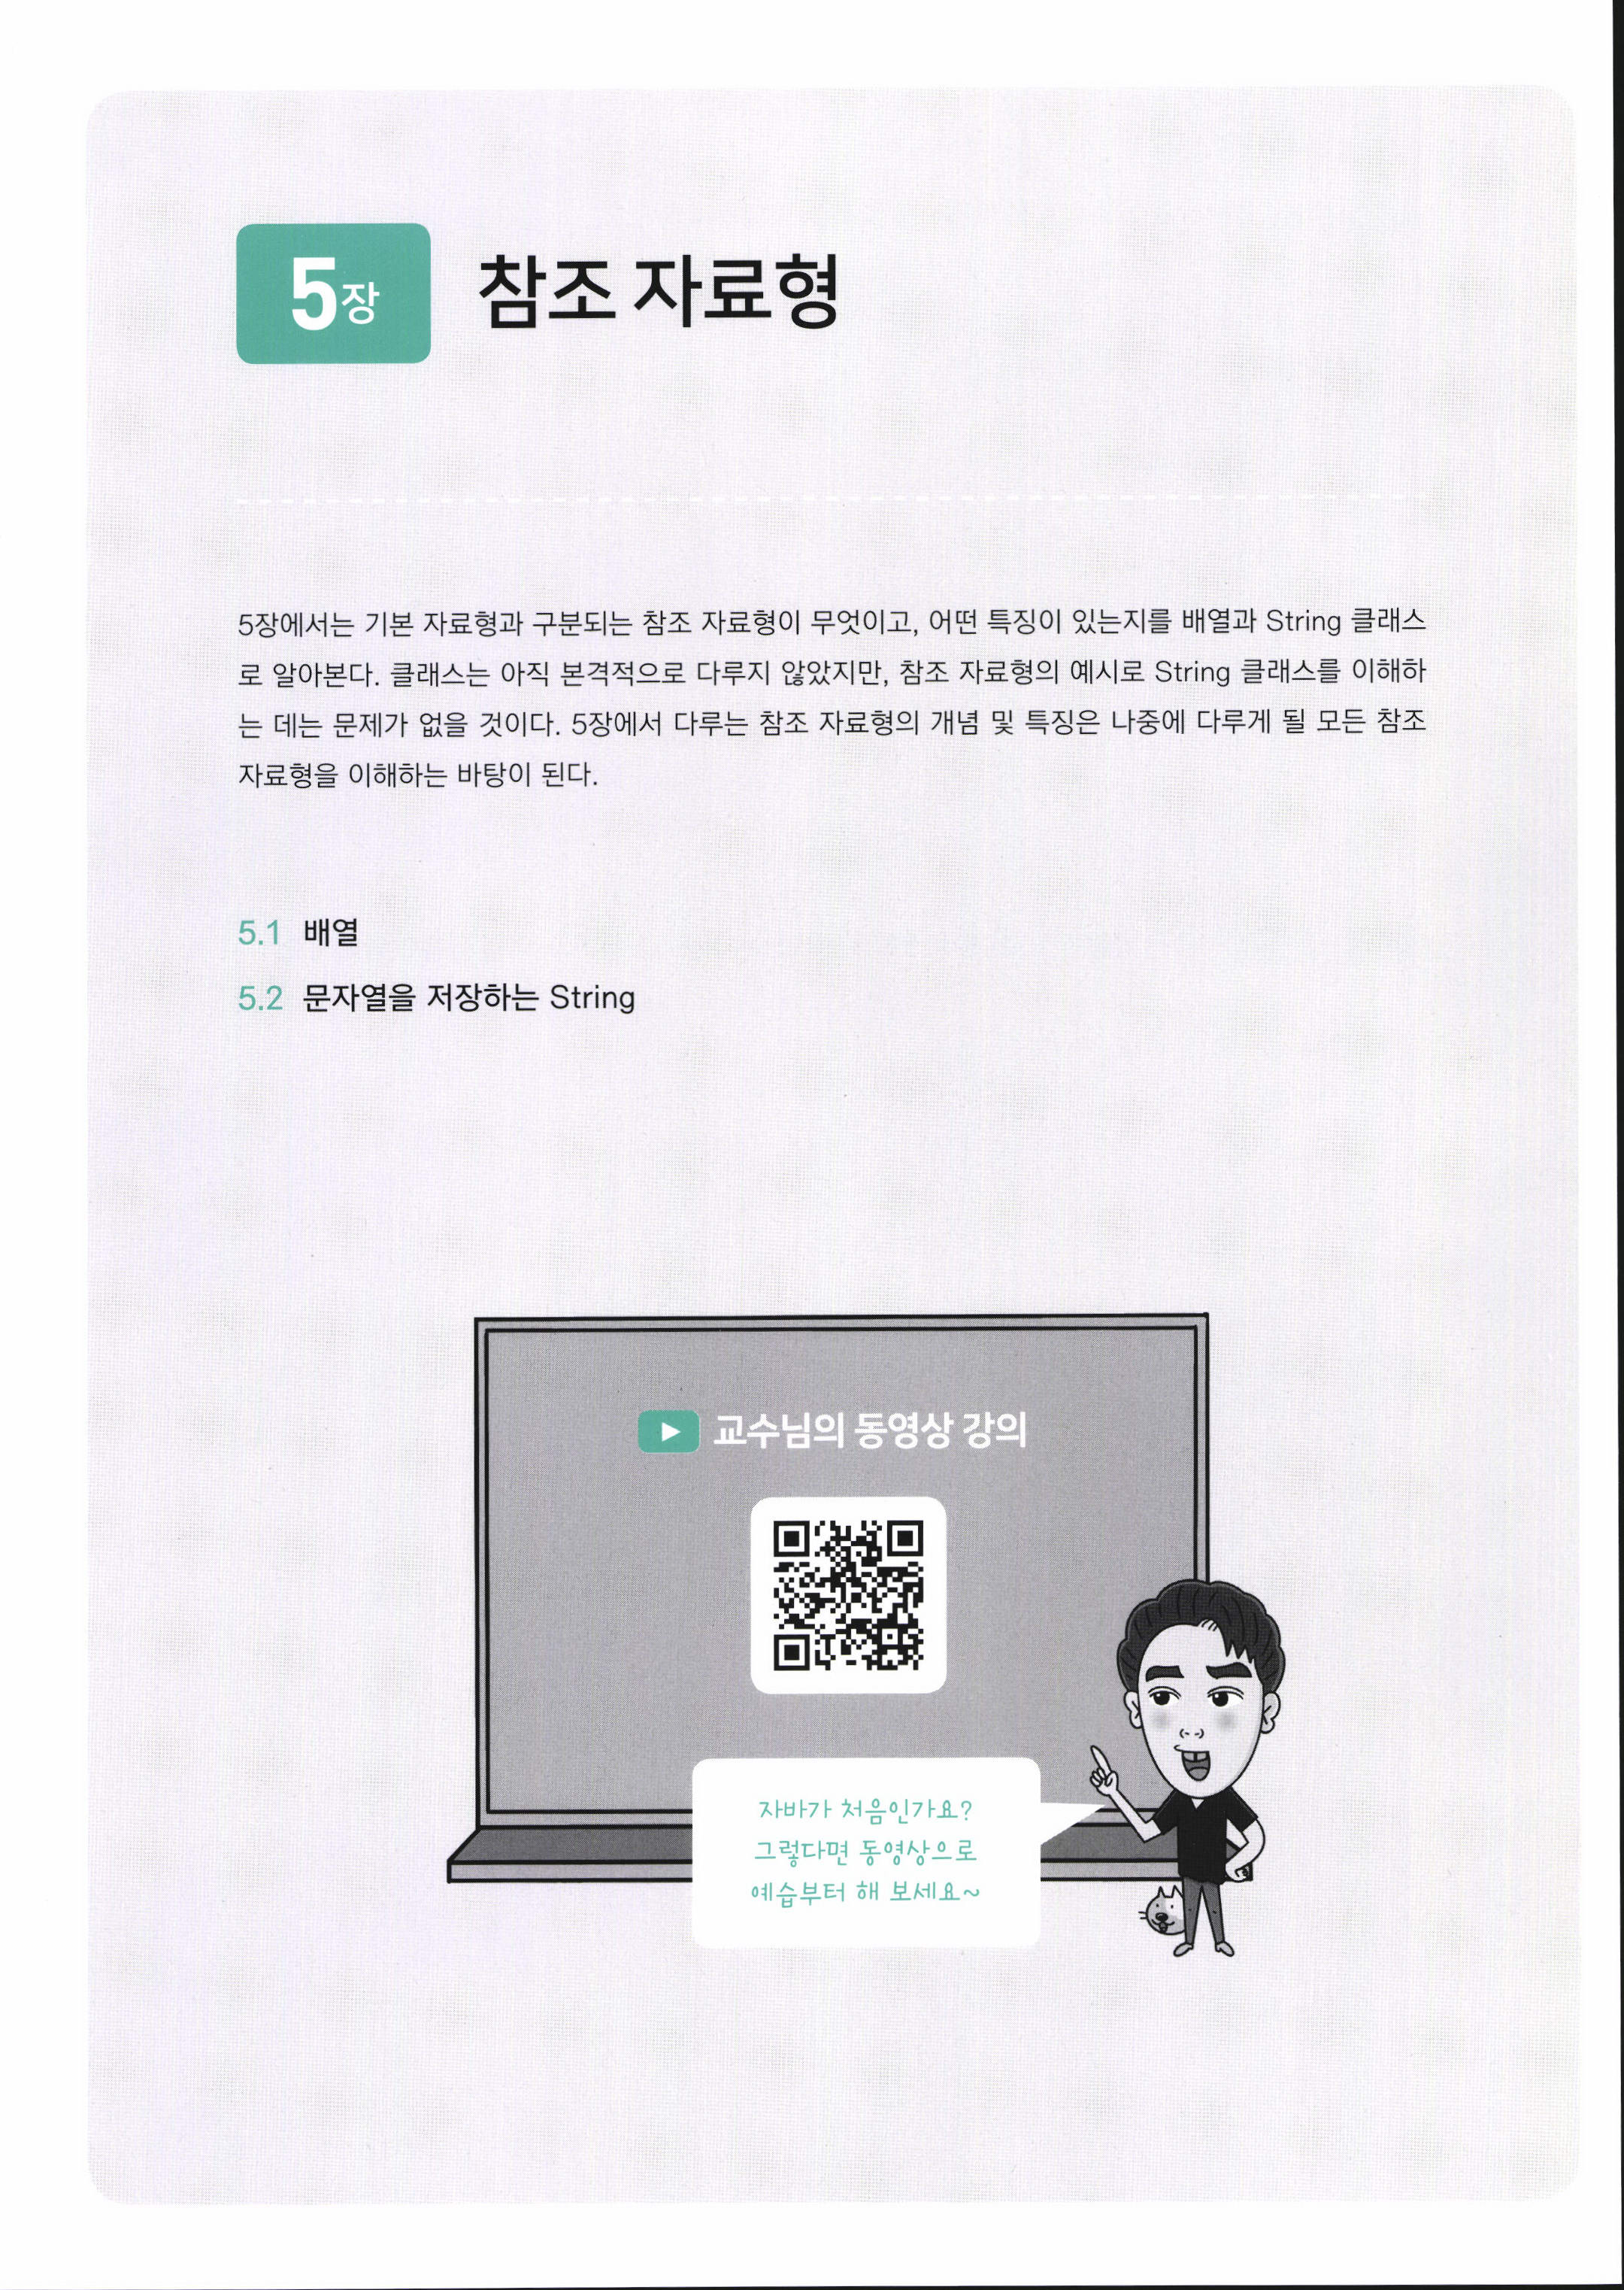 5장 참조 자료형
5장에서는 기본 자료형과 구분되는 참조 자료형이 무엇이고, 어떤 특징이 있는지를 배열과 String 클래스
로 알아본다. 클래스는 아직 본격적으로 다루지 않았지만, 참조 자료형의 예시로 String 클래스를 이해하
는 데는 문제가 없을 것이다. 5장에서 다루는 참조 자료형의 개념 및 특징은 나중에 다루게 될 모든 참조
자료형을 이해하는 바탕이 된다.
5.1 배열
5.2 문자열을 저장하는 String
교수님의 동영상 강의
자바가 처음인가요?
그렇다면 동영상으로
예습부터 해 보세요~